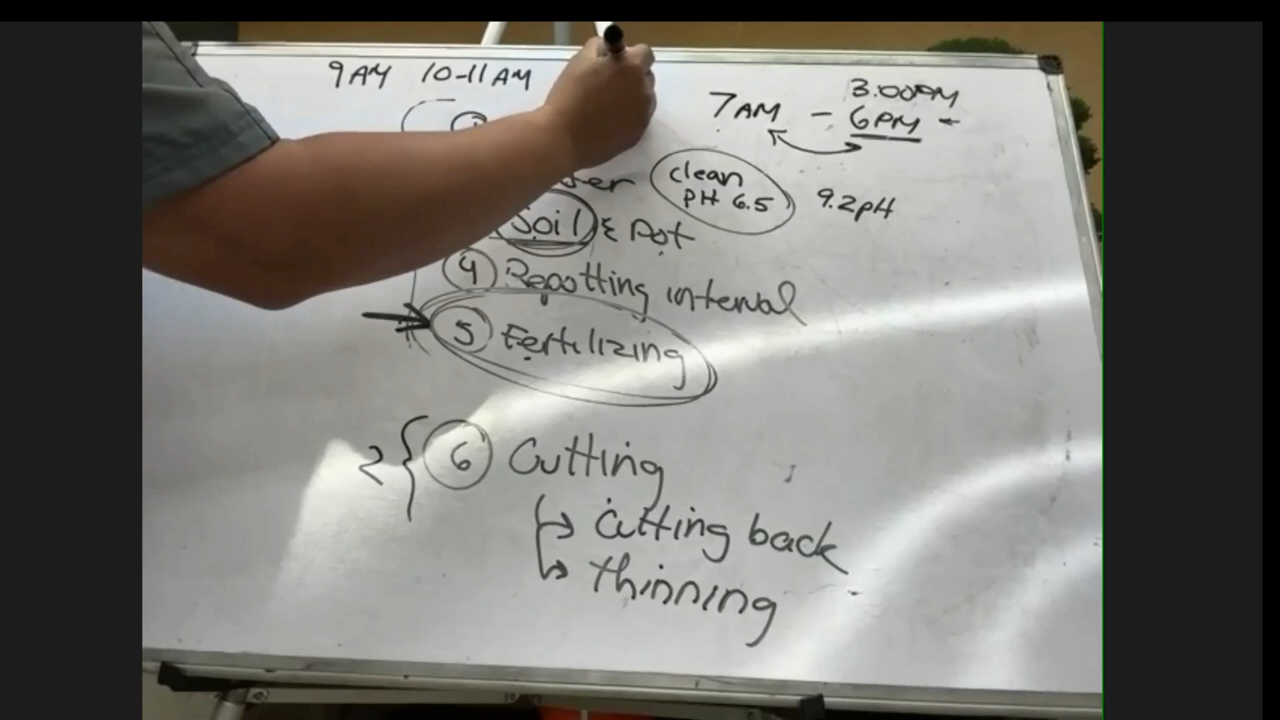 9AM 10-11AM
3.00PM
7AM - 6PM -
clean
PH 6.5
9.2pH
Soil & Pot
4 Repotting interval
5 Fertilizing
2 { 6 Cutting
cutting back
thinning